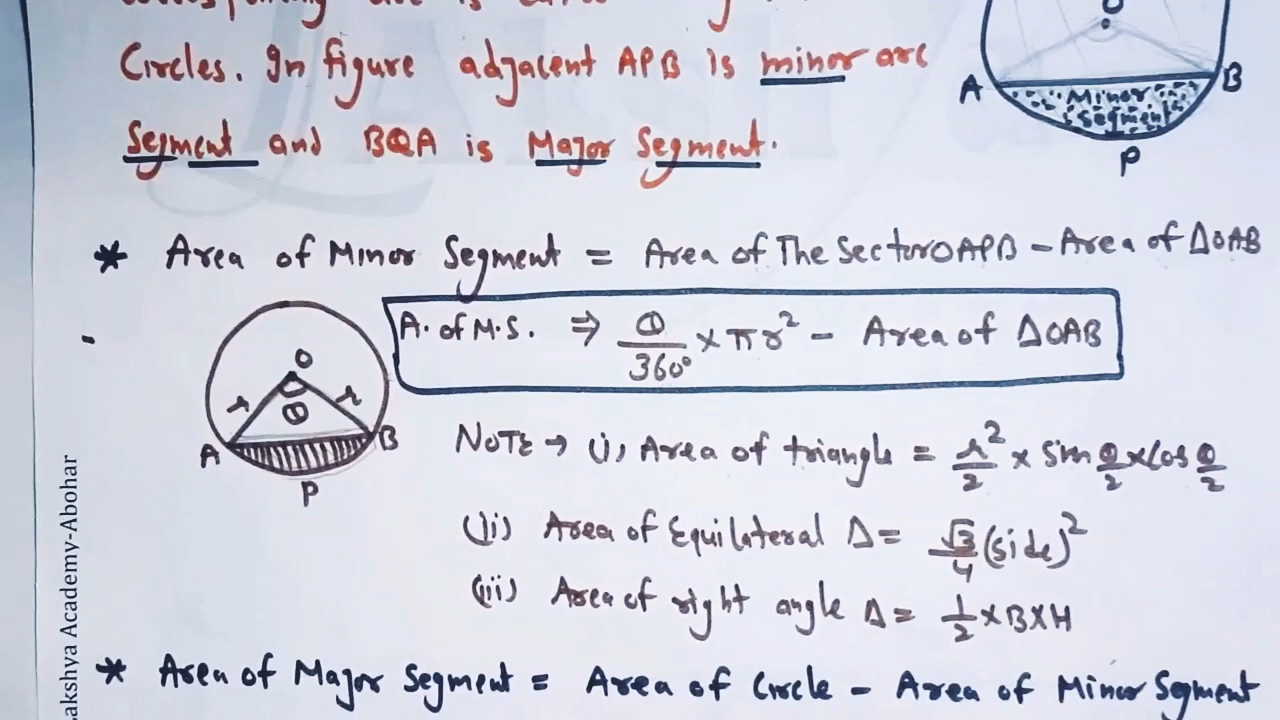 Circles. In figure adjacent APB is minor arc
Segment and BQA is Major Segment.
A
B
Minor
Segment
P
* Area of Minor Segment = Area of The Sector OAPB - Area of ΔOAB
A. of M.S. ⇒ θ/360° × πr² - Area of ΔOAB
O
r
r
θ
A
B
P
NOTE → (i) Area of triangle = r²/2 × Sin θ/2 × Cos θ/2
(ii) Area of Equilateral Δ = √3/4 (side)²
(iii) Area of right angle Δ = 1/2 × B × H
* Area of Major Segment = Area of Circle - Area of Minor Segment
akshya Academy-Abohar